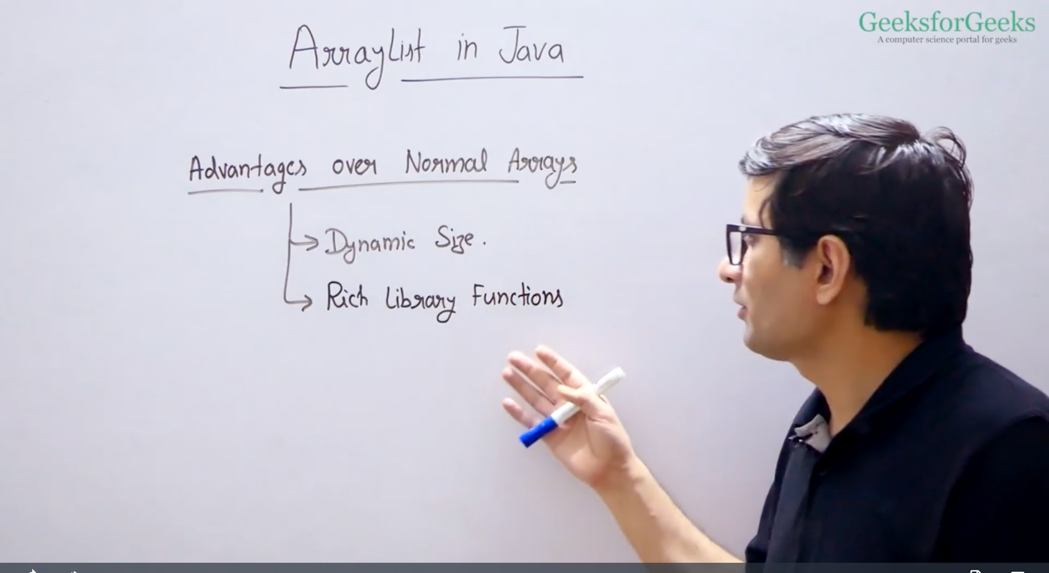 GeeksforGeeks
A computer science portal for geeks
ArrayList in Java
Advantages over Normal Arrays
Dynamic Size.
Rich Library Functions